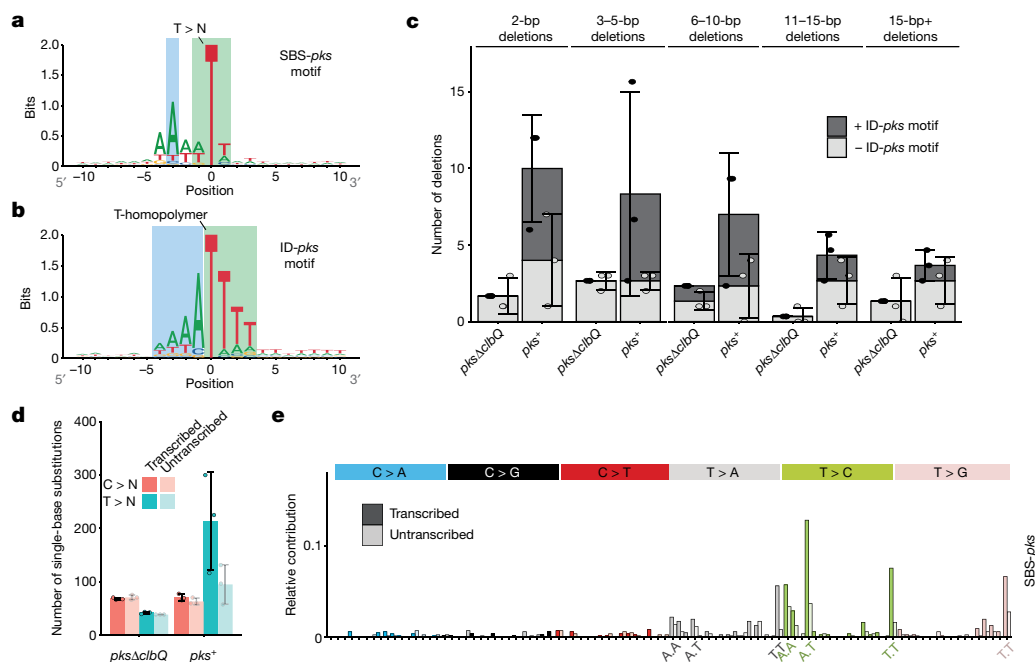 a
T > N
SBS-pks
motif
2.0
1.5
1.0
0.5
0
Bits
5′
−10
−5
0
5
10
3′
Position
b
T-homopolymer
ID-pks
motif
2.0
1.5
1.0
0.5
0
Bits
5′
−10
−5
0
5
10
3′
Position
c
2-bp
deletions
3–5-bp
deletions
6–10-bp
deletions
11–15-bp
deletions
15-bp+
deletions
Number of deletions
15
10
5
0
+ ID-pks motif
− ID-pks motif
pksΔclbQ
pks+
pksΔclbQ
pks+
pksΔclbQ
pks+
pksΔclbQ
pks+
pksΔclbQ
pks+
d
Number of single-base substitutions
400
300
200
100
0
Transcribed
Untranscribed
C > N
T > N
pksΔclbQ
pks+
e
C > A
C > G
C > T
T > A
T > C
T > G
Relative contribution
0.1
0
Transcribed
Untranscribed
SBS-pks
A.A
A.T
T.T
A.A
A.T
T.T
T.T